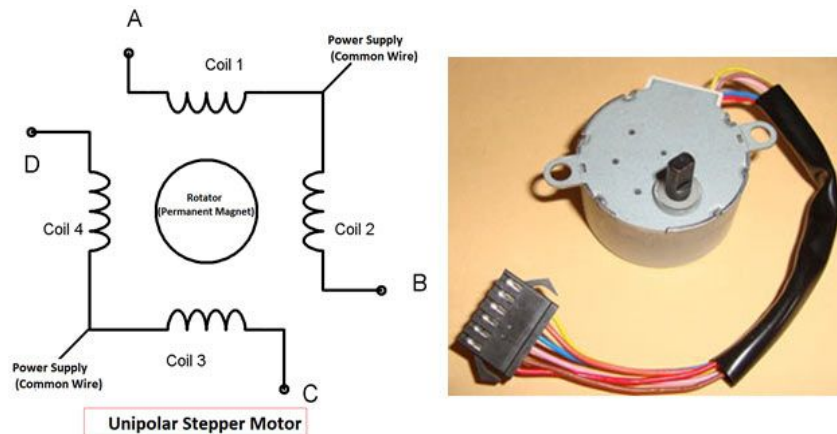 A
Power Supply
(Common Wire)
Coil 1
D
Rotator
(Permanent Magnet)
Coil 4
Coil 2
B
Coil 3
Power Supply
(Common Wire)
C
Unipolar Stepper Motor